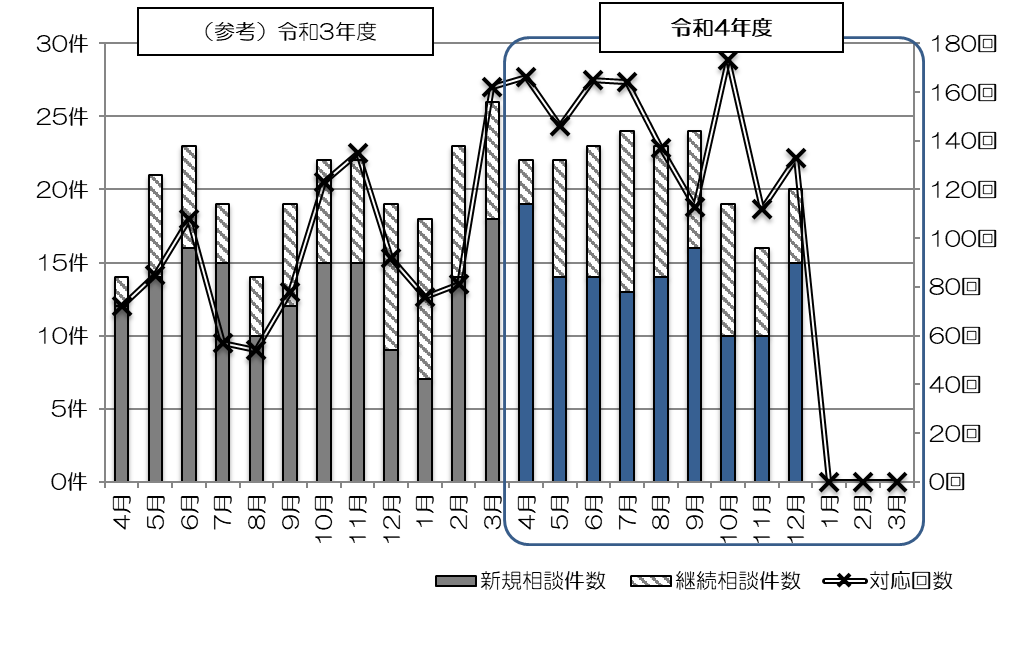 （参考）令和3年度
令和4年度
30件
25件
20件
15件
10件
5件
0件
180回
160回
140回
120回
100回
80回
60回
40回
20回
0回
4月
5月
6月
7月
8月
9月
10月
11月
12月
1月
2月
3月
4月
5月
6月
7月
8月
9月
10月
11月
12月
1月
2月
3月
新規相談件数
継続相談件数
対応回数